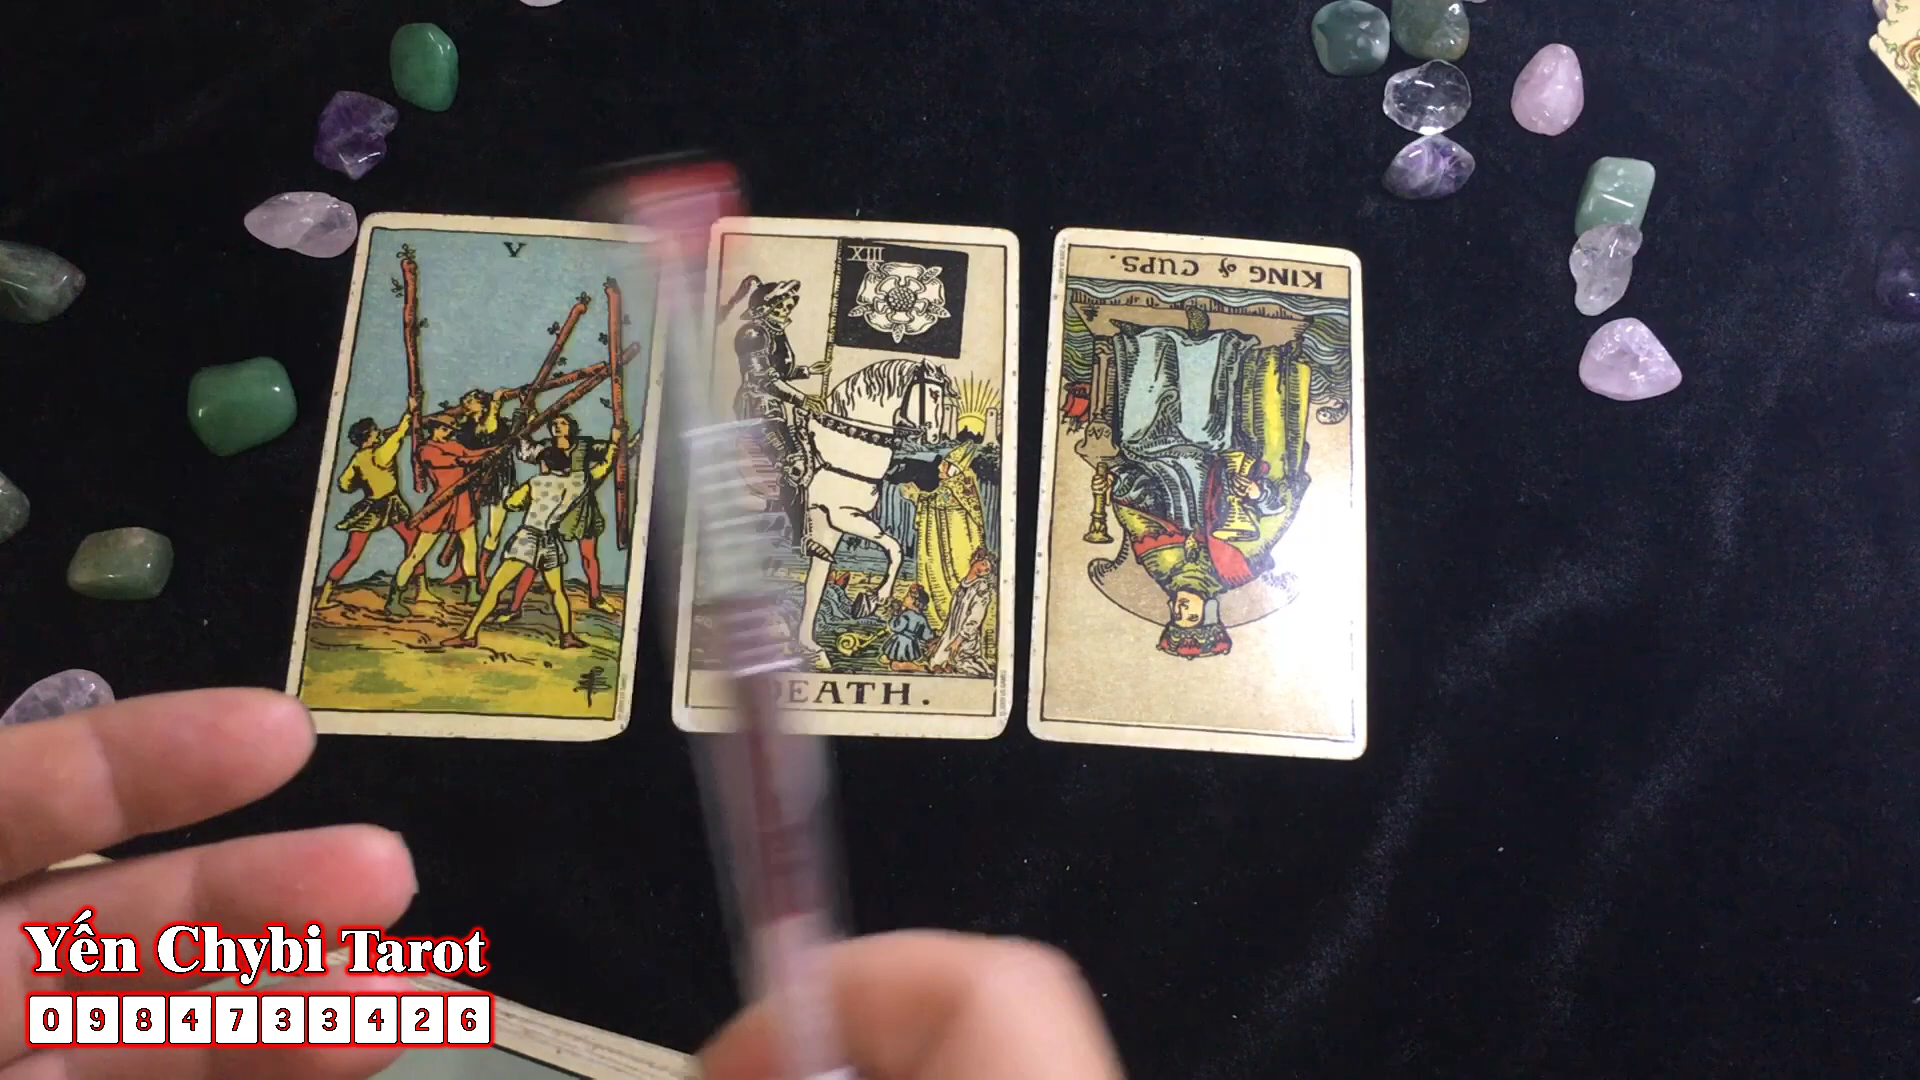 V
XIII
DEATH.
KING of CUPS.
Yến Chybi Tarot
0984733426